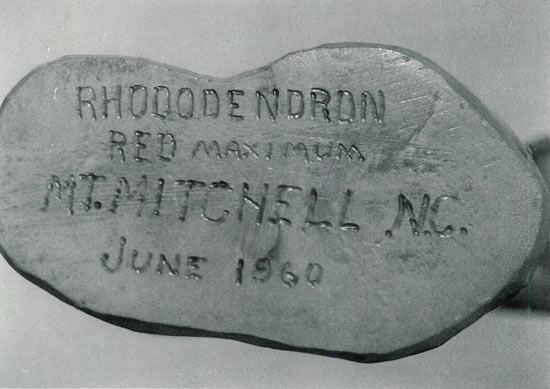 RHODODENDRON
RED MAXIMUM
MT. MITCHELL N.C.
JUNE 1960